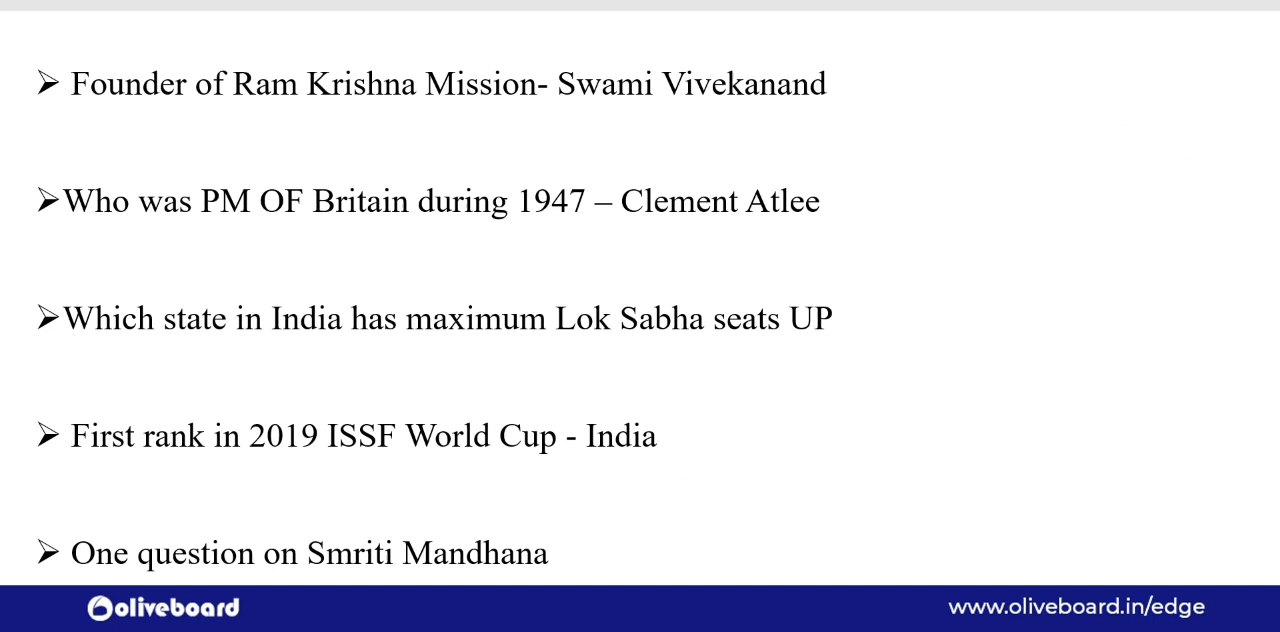 ➢ Founder of Ram Krishna Mission- Swami Vivekanand
➢Who was PM OF Britain during 1947 – Clement Atlee
➢Which state in India has maximum Lok Sabha seats UP
➢ First rank in 2019 ISSF World Cup - India
➢ One question on Smriti Mandhana
oliveboard www.oliveboard.in/edge